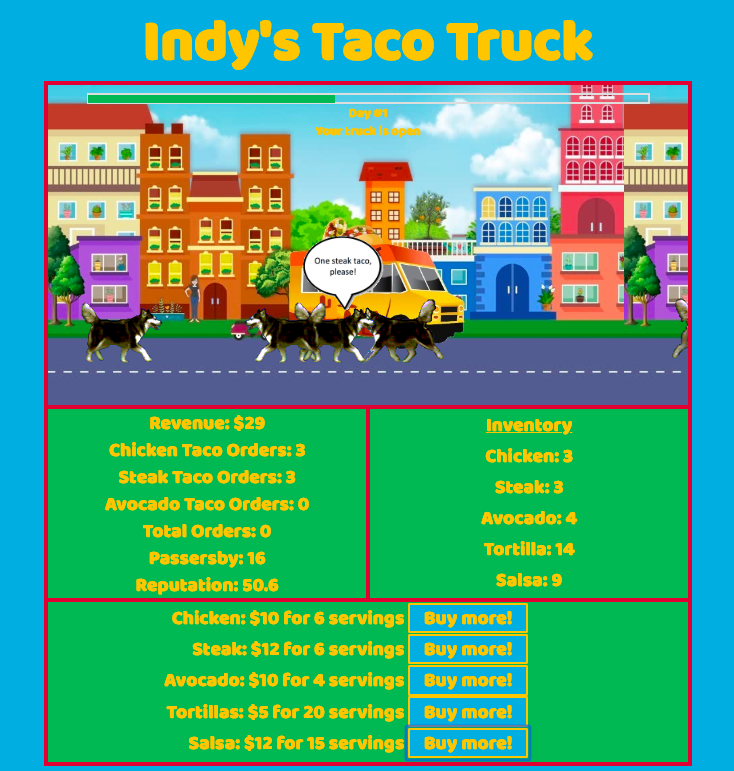 Indy's Taco Truck
Day #1
Your truck is open
One steak taco,
please!
Revenue: $29
Chicken Taco Orders: 3
Steak Taco Orders: 3
Avocado Taco Orders: 0
Total Orders: 0
Passersby: 16
Reputation: 50.6
Inventory
Chicken: 3
Steak: 3
Avocado: 4
Tortilla: 14
Salsa: 9
Chicken: $10 for 6 servings Buy more!
Steak: $12 for 6 servings Buy more!
Avocado: $10 for 4 servings Buy more!
Tortillas: $5 for 20 servings Buy more!
Salsa: $12 for 15 servings Buy more!